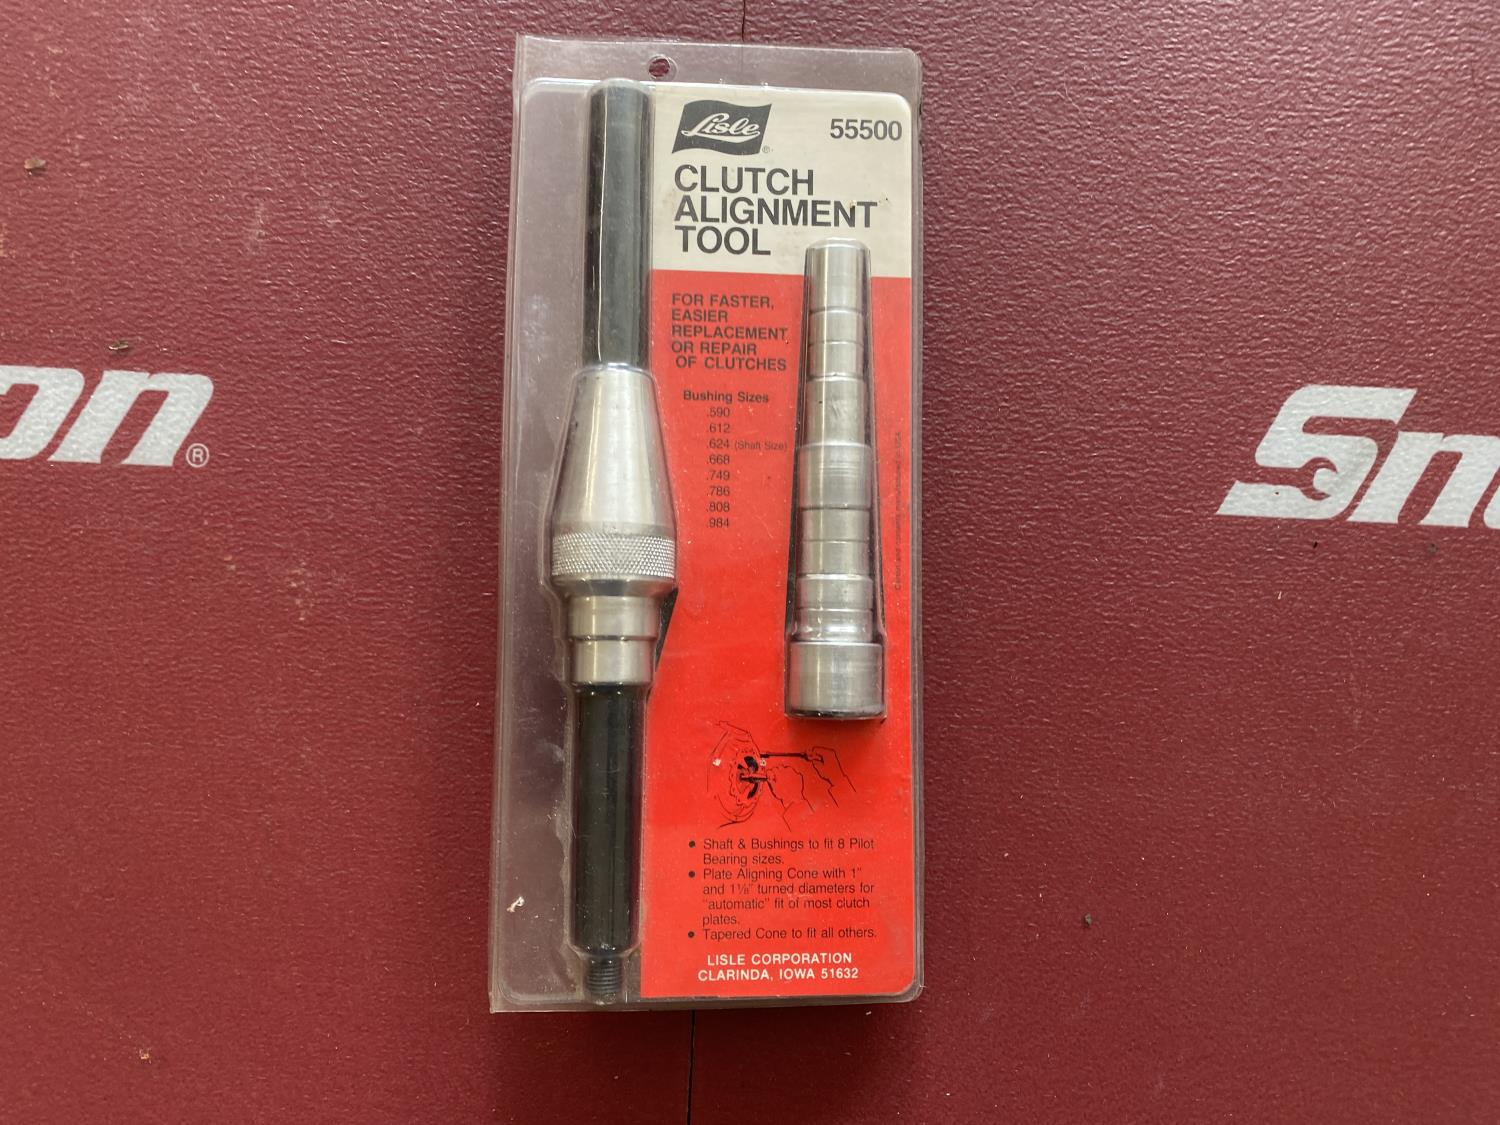 Lisle®
55500
CLUTCH
ALIGNMENT
TOOL
FOR FASTER,
EASIER
REPLACEMENT
OR REPAIR
OF CLUTCHES
Bushing Sizes
.590
.612
.624 (Shaft Size)
.668
.749
.786
.808
.984
• Shaft & Bushings to fit 8 Pilot
Bearing sizes.
• Plate Aligning Cone with 1"
and 1⅛" turned diameters for
"automatic" fit of most clutch
plates.
• Tapered Cone to fit all others.
LISLE CORPORATION
CLARINDA, IOWA 51632
on®
Sn